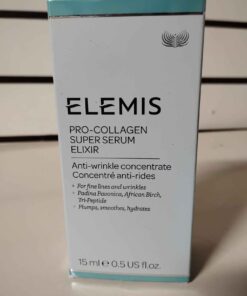 ELEMIS
PRO-COLLAGEN
SUPER SERUM
ELIXIR
Anti-wrinkle concentrate
Concentré anti-rides
• For fine lines and wrinkles
• Padina Pavonica, African Birch,
Tri-Peptide
• Plumps, smoothes, hydrates
15 ml ℮ 0.5 US fl.oz.